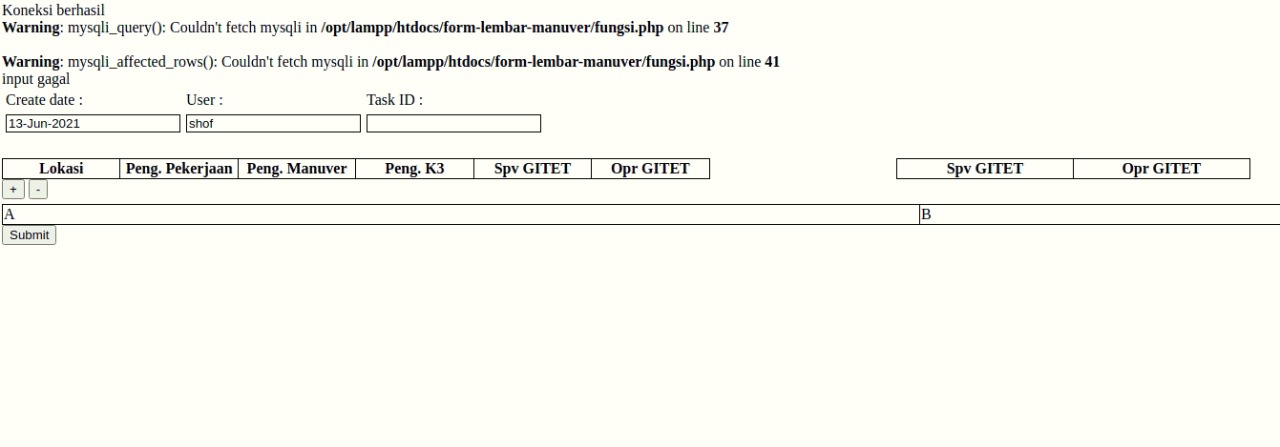 Koneksi berhasil
Warning: mysqli_query(): Couldn't fetch mysqli in /opt/lampp/htdocs/form-lembar-manuver/fungsi.php on line 37
Warning: mysqli_affected_rows(): Couldn't fetch mysqli in /opt/lampp/htdocs/form-lembar-manuver/fungsi.php on line 41
input gagal
Create date : User : Task ID :
13-Jun-2021 shof
Lokasi Peng. Pekerjaan Peng. Manuver Peng. K3 Spv GITET Opr GITET Spv GITET Opr GITET
+ -
A B
Submit